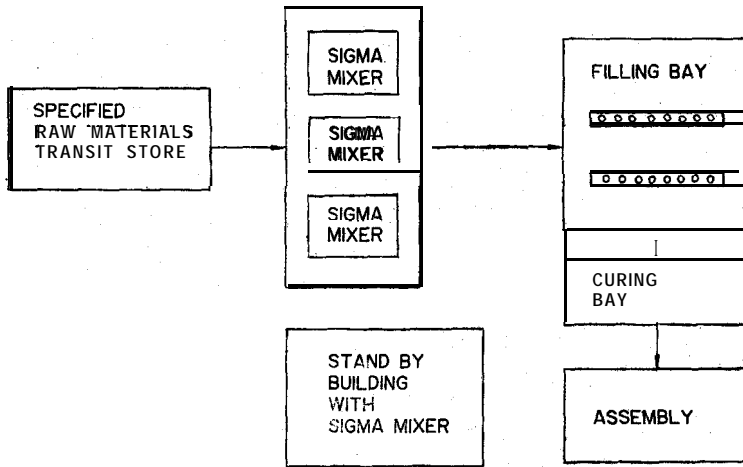 SPECIFIED
RAW MATERIALS
TRANSIT STORE
SIGMA
MIXER
SIGMA
MIXER
SIGMA
MIXER
FILLING BAY
CURING
BAY
ASSEMBLY
STAND BY
BUILDING
WITH
SIGMA MIXER